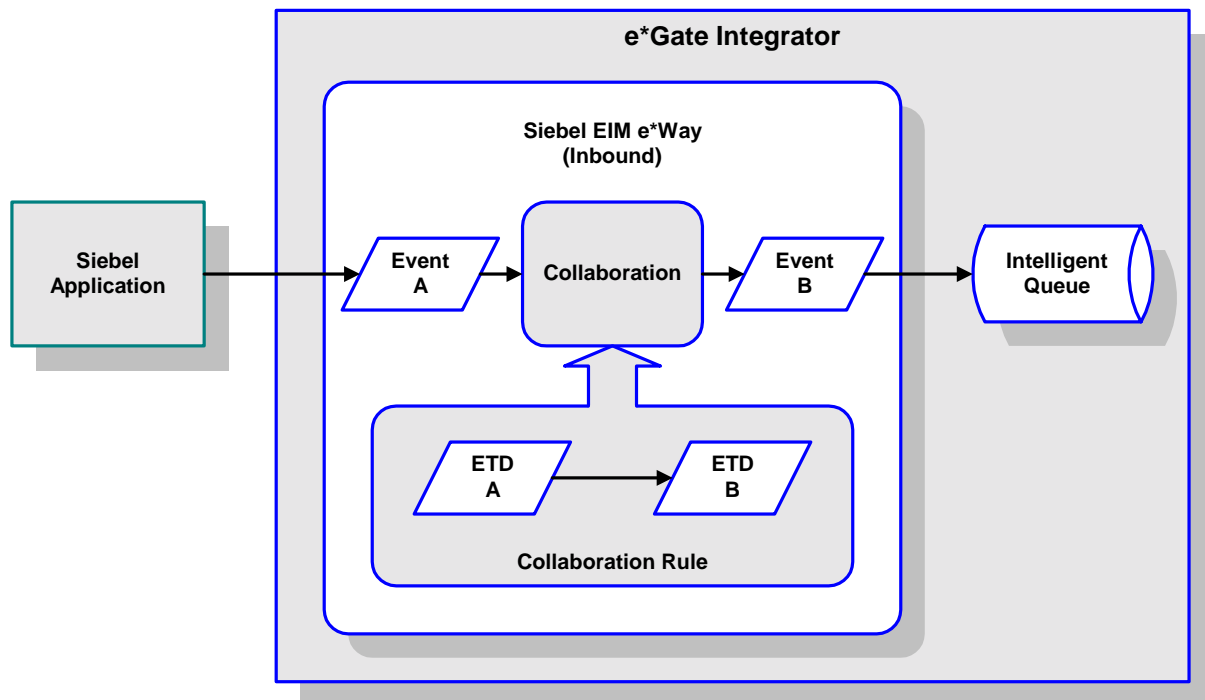 e*Gate Integrator
Siebel EIM e*Way
(Inbound)
Siebel
Application
Event
A
Collaboration
Event
B
Intelligent
Queue
ETD
A
ETD
B
Collaboration Rule